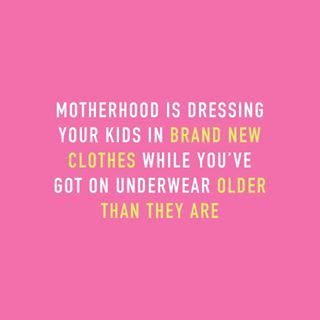 MOTHERHOOD IS DRESSING
YOUR KIDS IN BRAND NEW
CLOTHES WHILE YOU'VE
GOT ON UNDERWEAR OLDER
THAN THEY ARE